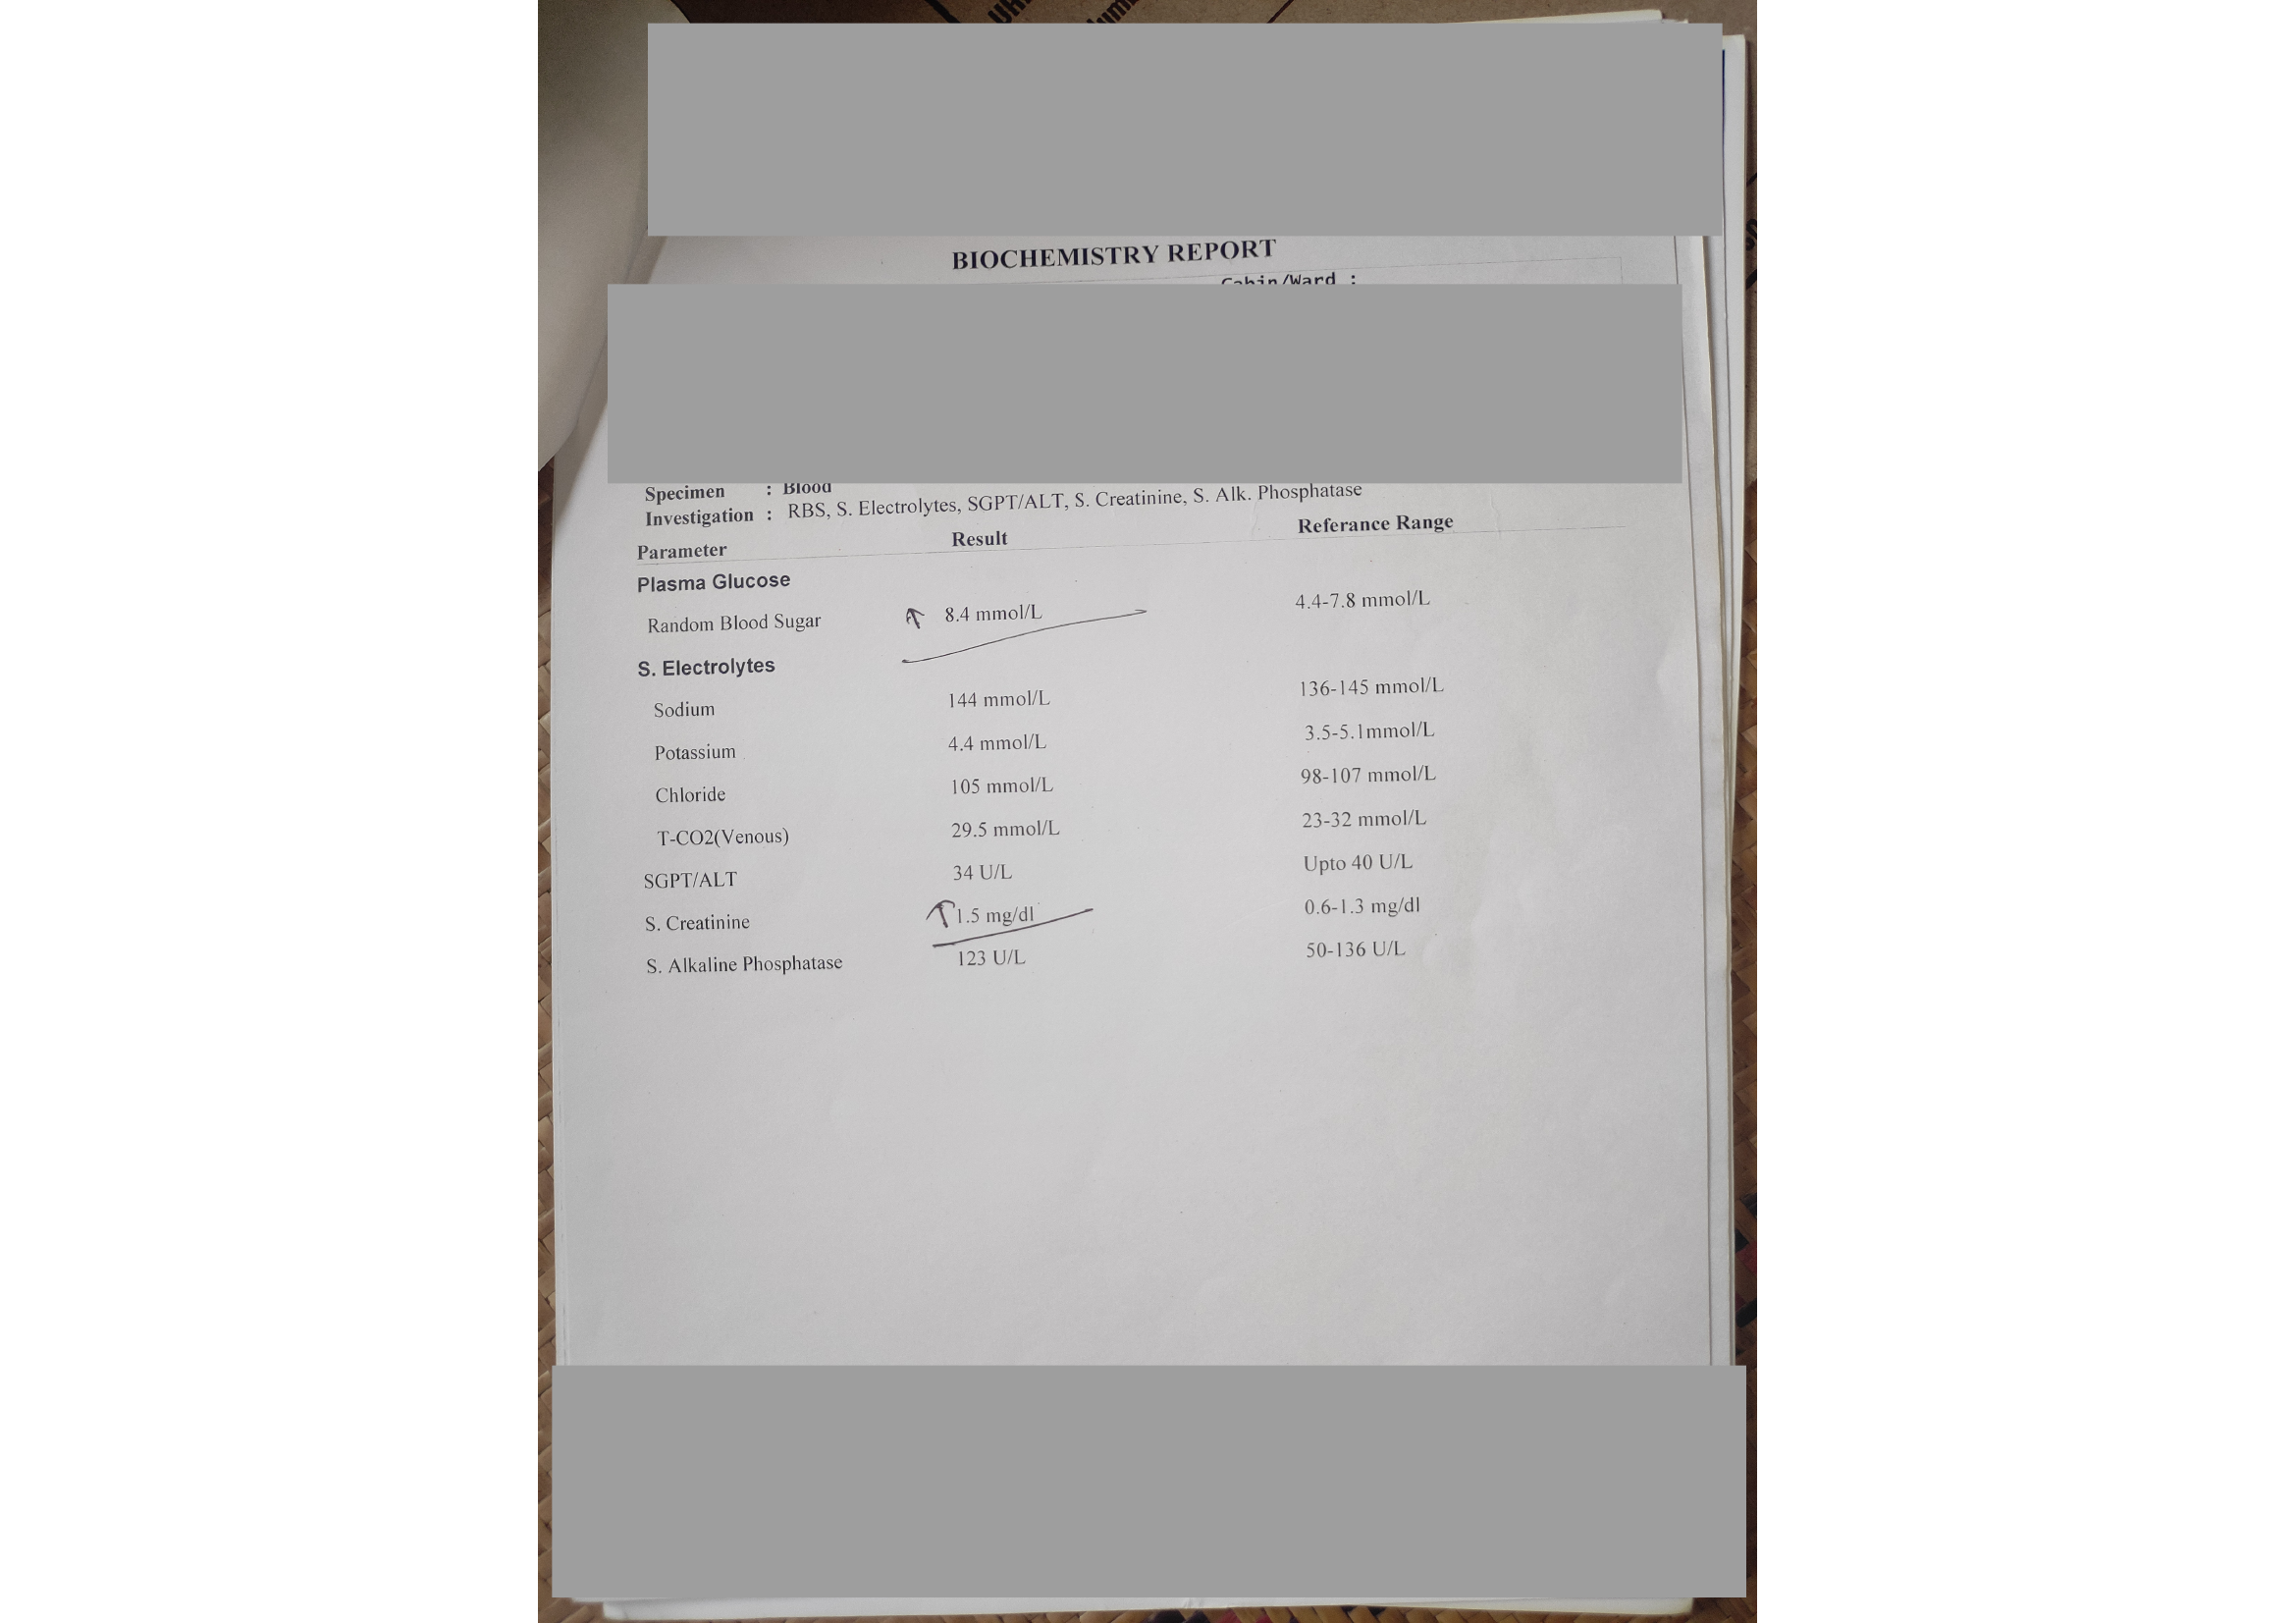 BIOCHEMISTRY REPORT
Cabin/Ward :
Specimen : Blood
Investigation : RBS, S. Electrolytes, SGPT/ALT, S. Creatinine, S. Alk. Phosphatase
Parameter Result Referance Range
Plasma Glucose
Random Blood Sugar ↑ 8.4 mmol/L 4.4-7.8 mmol/L
S. Electrolytes
Sodium 144 mmol/L 136-145 mmol/L
Potassium 4.4 mmol/L 3.5-5.1mmol/L
Chloride 105 mmol/L 98-107 mmol/L
T-CO2(Venous) 29.5 mmol/L 23-32 mmol/L
SGPT/ALT 34 U/L Upto 40 U/L
S. Creatinine ↑ 1.5 mg/dl 0.6-1.3 mg/dl
S. Alkaline Phosphatase 123 U/L 50-136 U/L